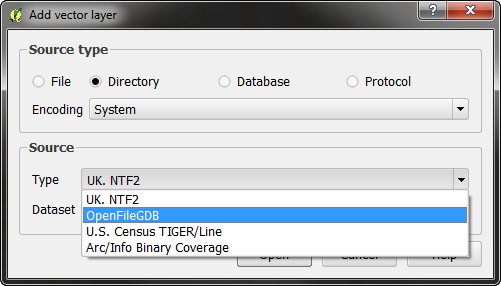 Add vector layer
Source type
File Directory Database Protocol
Encoding System
Source
Type UK. NTF2
UK. NTF2
Dataset OpenFileGDB
U.S. Census TIGER/Line
Arc/Info Binary Coverage
Open Cancel Help